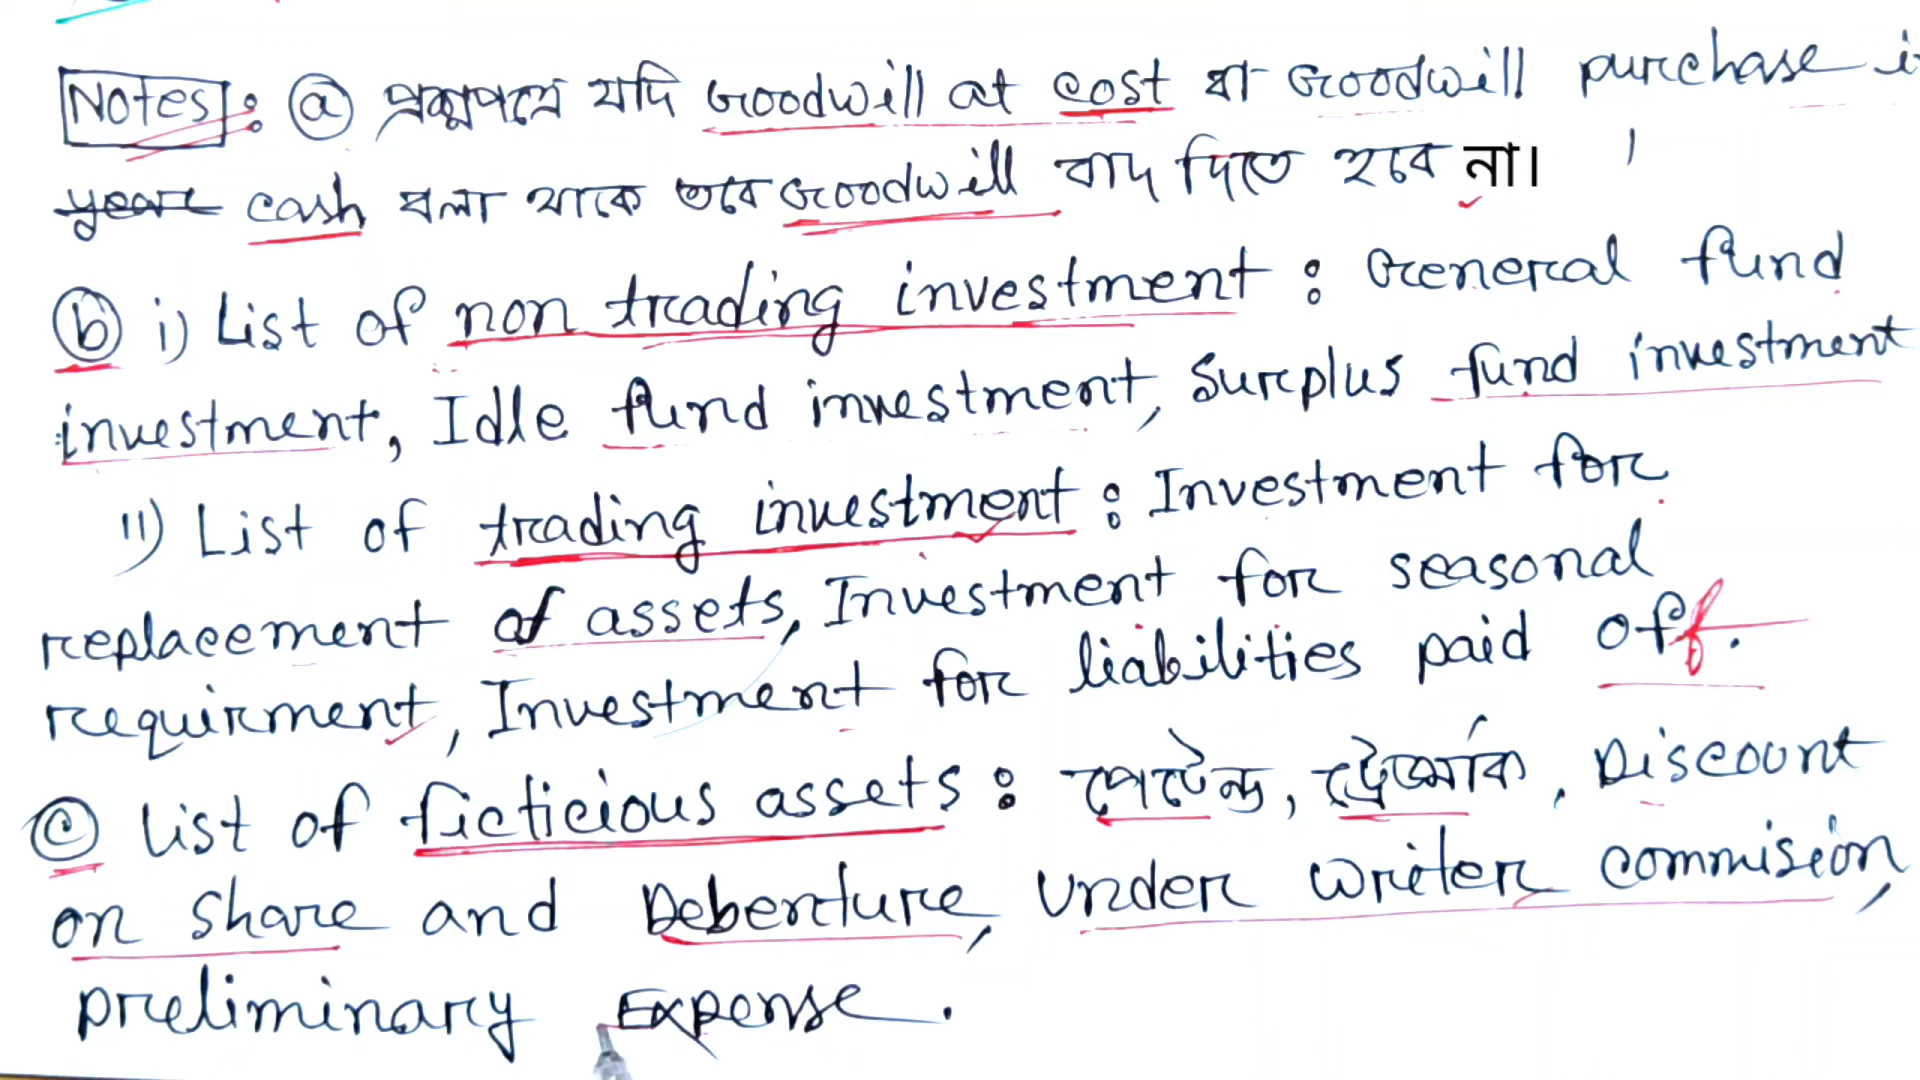 Notes: ⓐ প্রশ্নপত্রে যদি Goodwill at cost বা Goodwill purchase i
year cash বলা থাকে তবে Goodwill বাদ দিতে হবে না।
ⓑ i) List of non trading investment: General fund
investment, Idle fund investment, Surplus fund investment
ii) List of trading investment: Investment for
replacement of assets, Investment for seasonal
requirment, Investment for liabilities paid off.
ⓒ List of ficticious assets: পেটেন্ড, ট্রেডমার্ক, Discount
on share and Debenture, Under writer commision,
preliminary Expense.